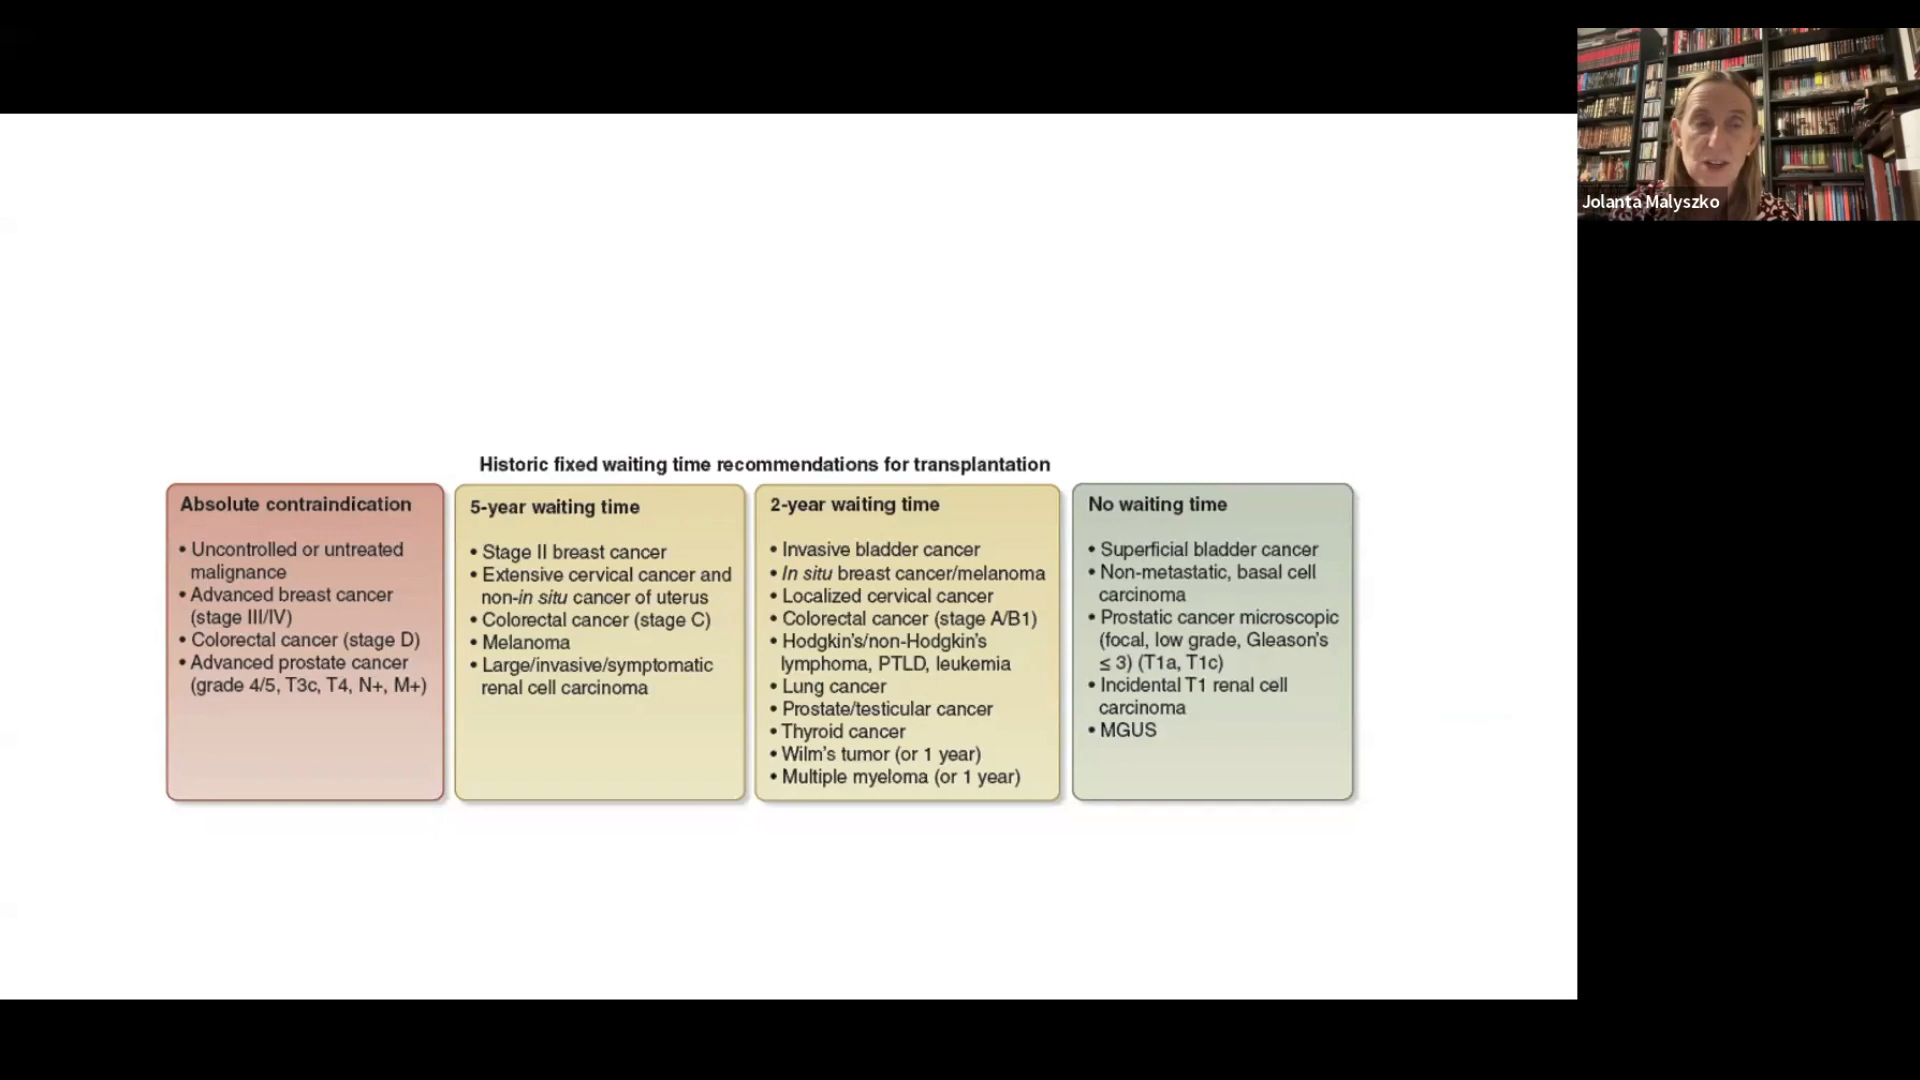 Jolanta Malyszko
Historic fixed waiting time recommendations for transplantation
Absolute contraindication
• Uncontrolled or untreated
malignance
• Advanced breast cancer
(stage III/IV)
• Colorectal cancer (stage D)
• Advanced prostate cancer
(grade 4/5, T3c, T4, N+, M+)
5-year waiting time
• Stage II breast cancer
• Extensive cervical cancer and
non-in situ cancer of uterus
• Colorectal cancer (stage C)
• Melanoma
• Large/invasive/symptomatic
renal cell carcinoma
2-year waiting time
• Invasive bladder cancer
• In situ breast cancer/melanoma
• Localized cervical cancer
• Colorectal cancer (stage A/B1)
• Hodgkin's/non-Hodgkin's
lymphoma, PTLD, leukemia
• Lung cancer
• Prostate/testicular cancer
• Thyroid cancer
• Wilm's tumor (or 1 year)
• Multiple myeloma (or 1 year)
No waiting time
• Superficial bladder cancer
• Non-metastatic, basal cell
carcinoma
• Prostatic cancer microscopic
(focal, low grade, Gleason's
≤ 3) (T1a, T1c)
• Incidental T1 renal cell
carcinoma
• MGUS